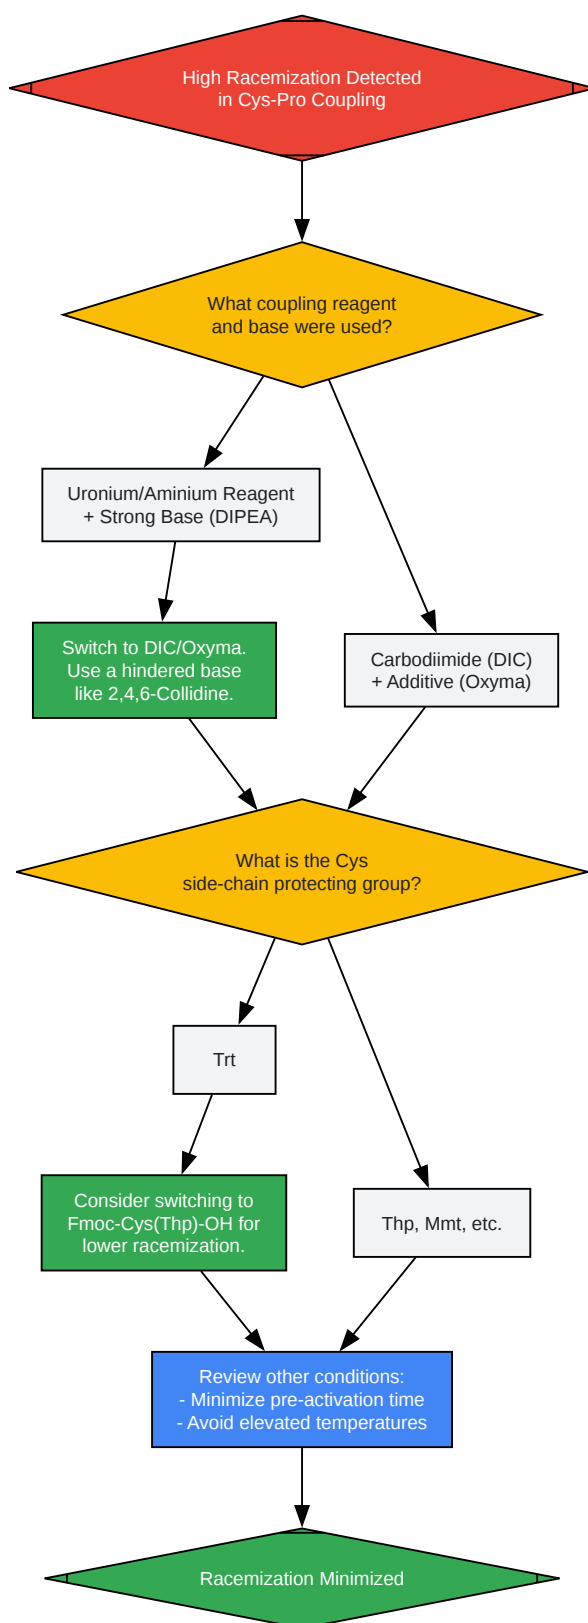 High Racemization Detected
in Cys-Pro Coupling
What coupling reagent
and base were used?
Uronium/Aminium Reagent
+ Strong Base (DIPEA)
Switch to DIC/Oxyma.
Use a hindered base
like 2,4,6-Collidine.
Carbodiimide (DIC)
+ Additive (Oxyma)
What is the Cys
side-chain protecting group?
Trt
Consider switching to
Fmoc-Cys(Thp)-OH for
lower racemization.
Thp, Mmt, etc.
Review other conditions:
- Minimize pre-activation time
- Avoid elevated temperatures
Racemization Minimized